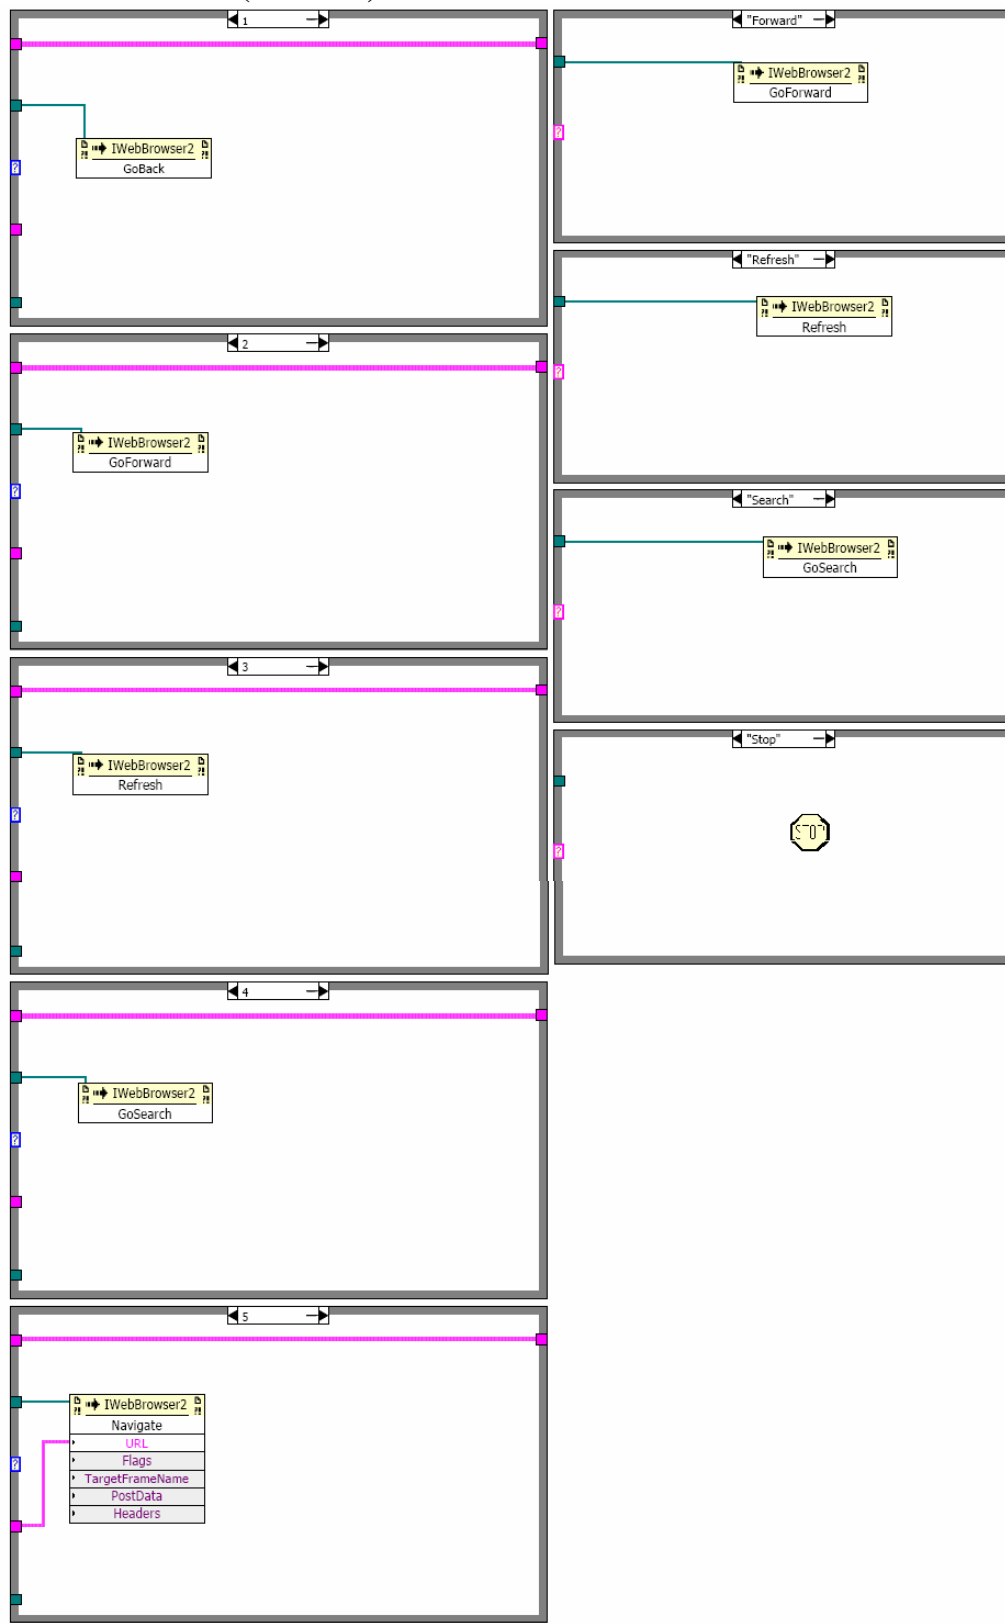 1
IWebBrowser2
GoBack
2
IWebBrowser2
GoForward
3
IWebBrowser2
Refresh
4
IWebBrowser2
GoSearch
5
IWebBrowser2
Navigate
URL
Flags
TargetFrameName
PostData
Headers
"Forward"
IWebBrowser2
GoForward
"Refresh"
IWebBrowser2
Refresh
"Search"
IWebBrowser2
GoSearch
"Stop"
STOP